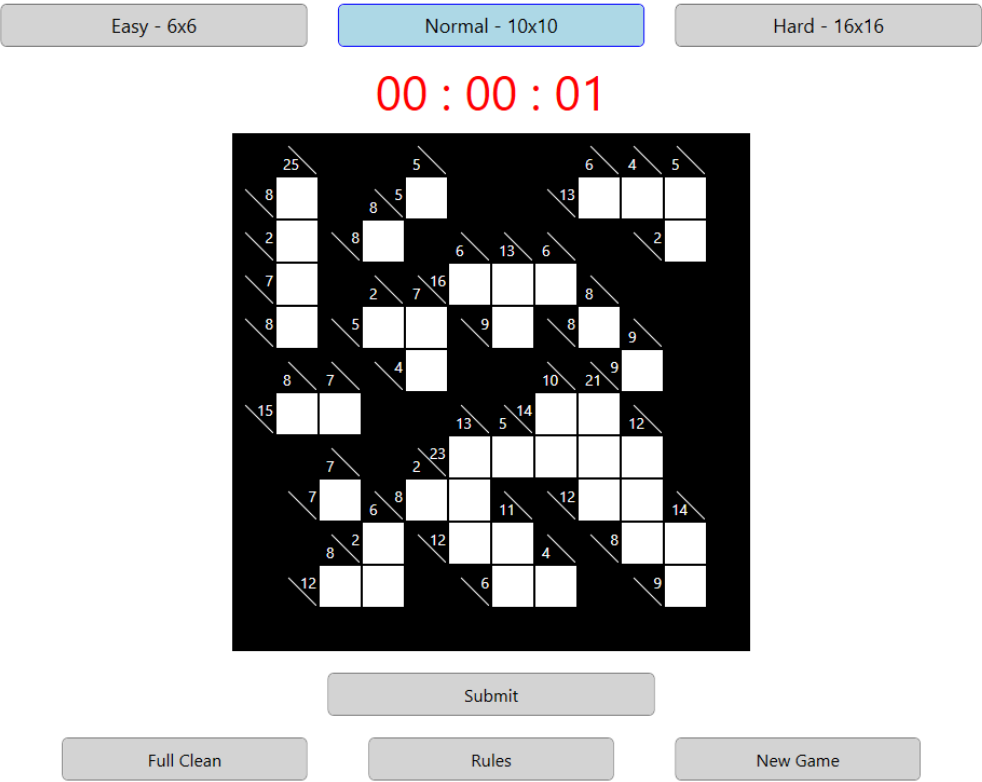 Easy - 6x6 Normal - 10x10 Hard - 16x16
00 : 00 : 01
25 5 6 4 5
8 8 5 13
2 8 6 13 6 2
7 2 7 16 8
8 5 9 8 9
8 7 4 10 21 9
15 13 5 14 12
7 2 23
7 6 8 11 12 14
8 2 12 4 8
12 6 9
Submit
Full Clean Rules New Game